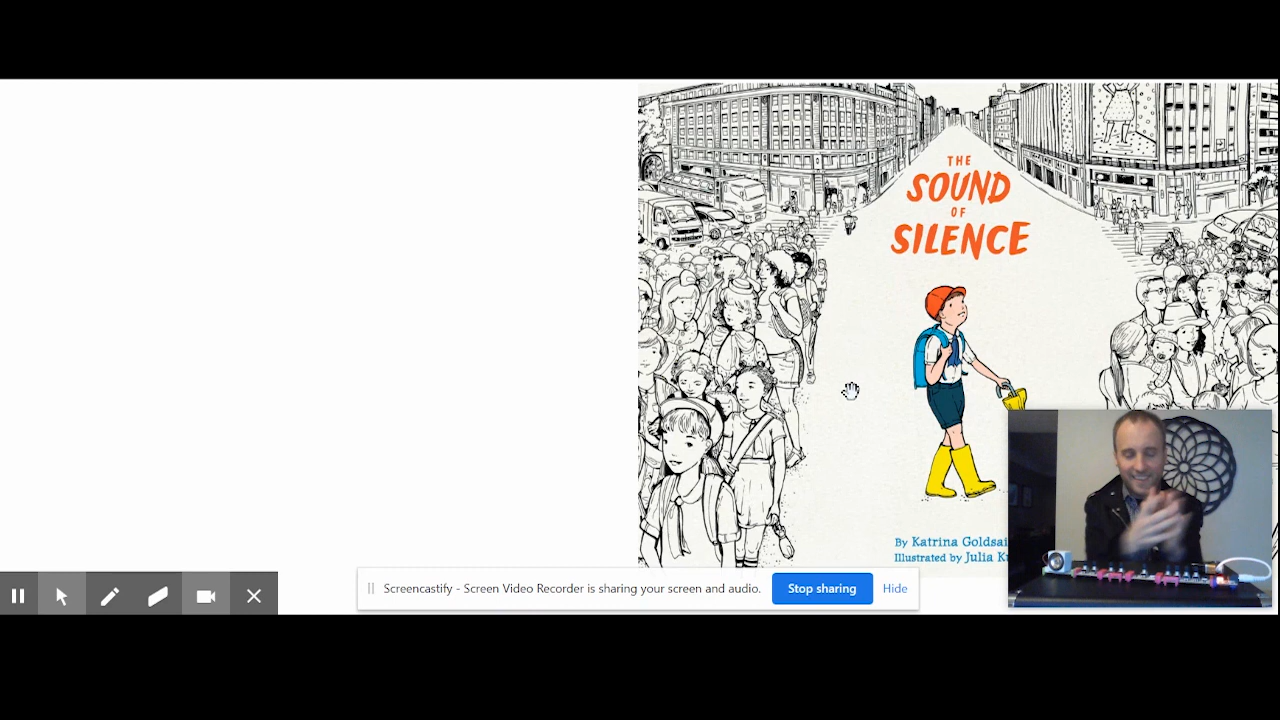 THE
SOUND
OF
SILENCE
By Katrina Goldsai
Illustrated by Julia K
Screencastify - Screen Video Recorder is sharing your screen and audio.
Stop sharing
Hide